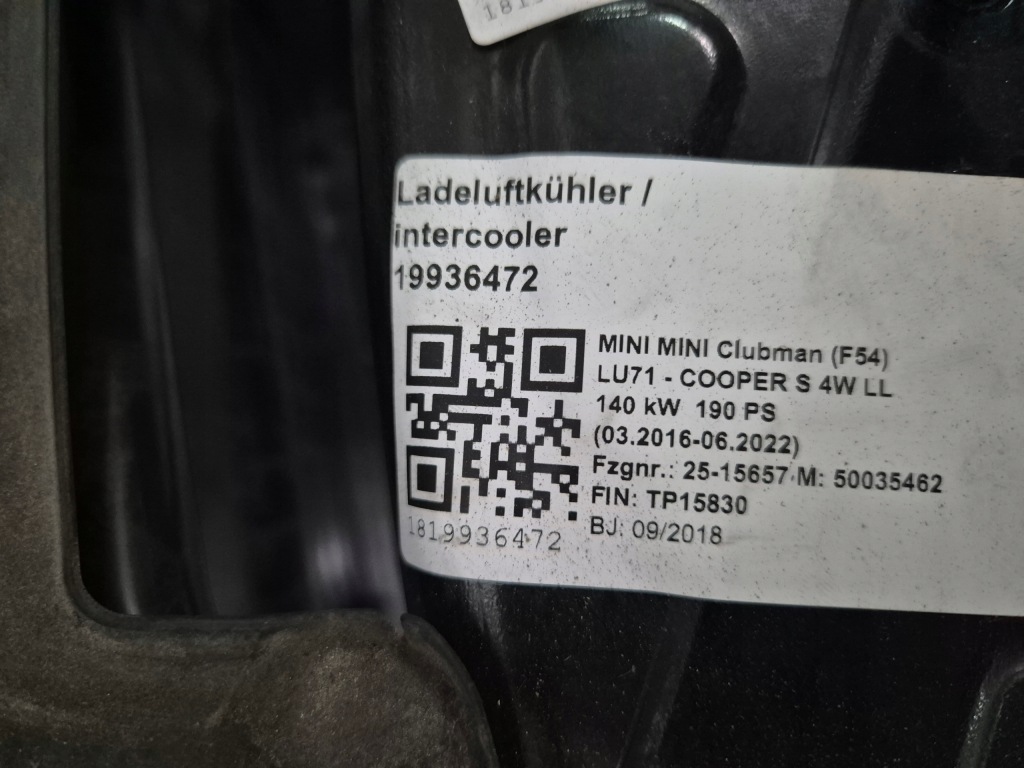 Ladeluftkühler /
intercooler
19936472
MINI MINI Clubman (F54)
LU71 - COOPER S 4W LL
140 kW 190 PS
(03.2016-06.2022)
Fzgnr.: 25-15657 M: 50035462
FIN: TP15830
BJ: 09/2018
1819936472